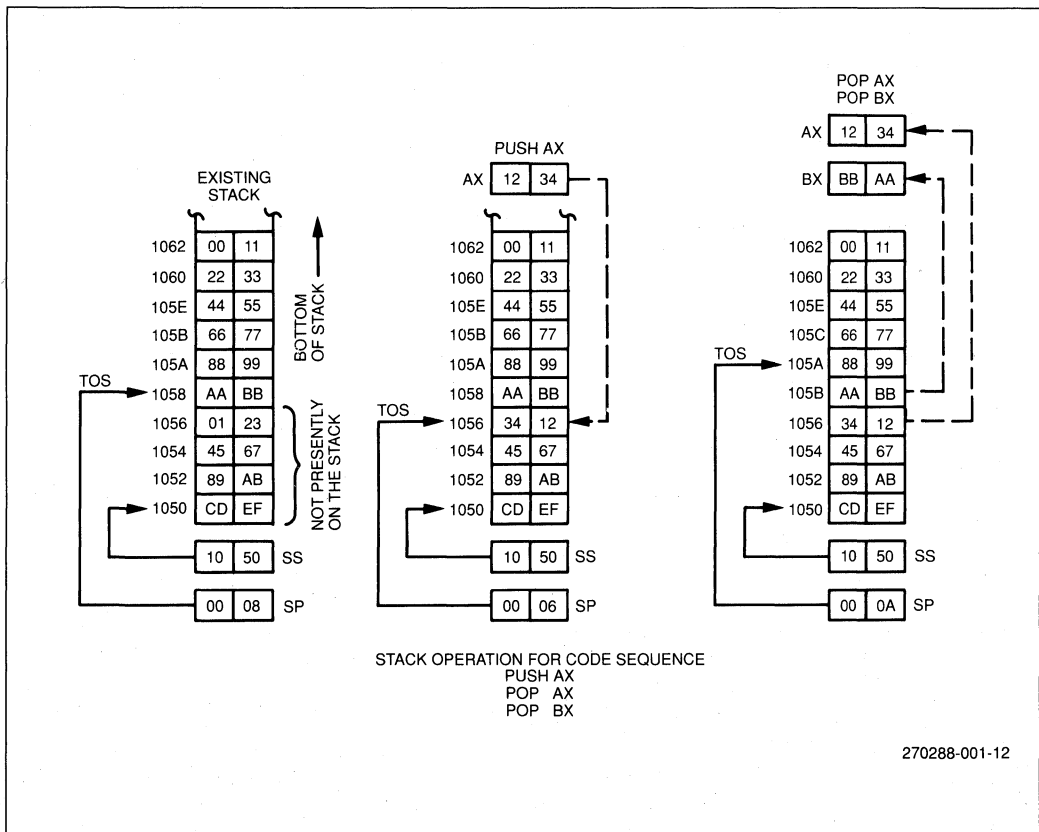 EXISTING
STACK
1062 00 11
1060 22 33
105E 44 55
105B 66 77
105A 88 99
TOS
1058 AA BB
1056 01 23
1054 45 67
1052 89 AB
1050 CD EF
BOTTOM
OF STACK
NOT PRESENTLY
ON THE STACK
10 50 SS
00 08 SP
PUSH AX
AX 12 34
1062 00 11
1060 22 33
105E 44 55
105B 66 77
105A 88 99
1058 AA BB
TOS
1056 34 12
1054 45 67
1052 89 AB
1050 CD EF
10 50 SS
00 06 SP
POP AX
POP BX
AX 12 34
BX BB AA
1062 00 11
1060 22 33
105E 44 55
105C 66 77
TOS
105A 88 99
105B AA BB
1056 34 12
1054 45 67
1052 89 AB
1050 CD EF
10 50 SS
00 0A SP
STACK OPERATION FOR CODE SEQUENCE
PUSH AX
POP AX
POP BX
270288-001-12